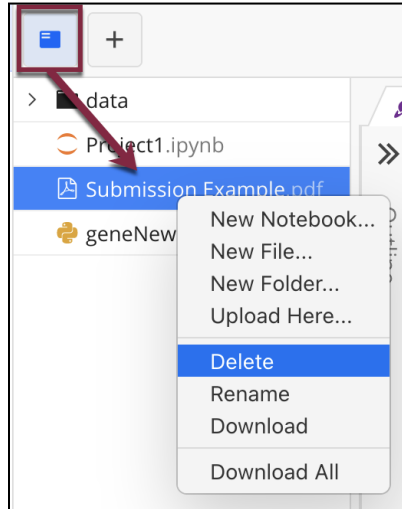 data
Project1.ipynb
Submission Example.pdf
geneNew
New Notebook...
New File...
New Folder...
Upload Here...
Delete
Rename
Download
Download All